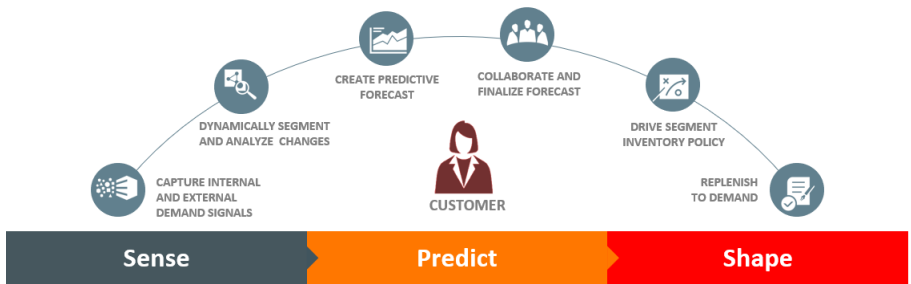 CAPTURE INTERNAL
AND EXTERNAL
DEMAND SIGNALS
DYNAMICALLY SEGMENT
AND ANALYZE CHANGES
CREATE PREDICTIVE
FORECAST
COLLABORATE AND
FINALIZE FORECAST
DRIVE SEGMENT
INVENTORY POLICY
REPLENISH
TO DEMAND
CUSTOMER
Sense
Predict
Shape